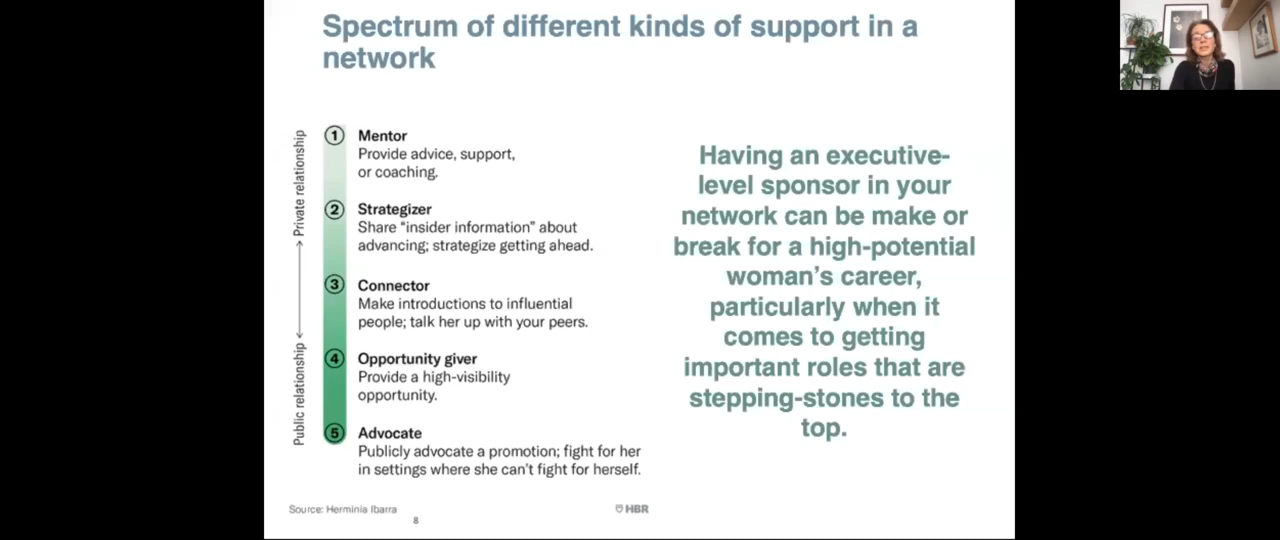 Spectrum of different kinds of support in a
network
Private relationship
Public relationship
1 Mentor
Provide advice, support,
or coaching.
2 Strategizer
Share “insider information” about
advancing; strategize getting ahead.
3 Connector
Make introductions to influential
people; talk her up with your peers.
4 Opportunity giver
Provide a high-visibility
opportunity.
5 Advocate
Publicly advocate a promotion; fight for her
in settings where she can’t fight for herself.
Having an executive-
level sponsor in your
network can be make or
break for a high-potential
woman’s career,
particularly when it
comes to getting
important roles that are
stepping-stones to the
top.
Source: Herminia Ibarra
8
HBR